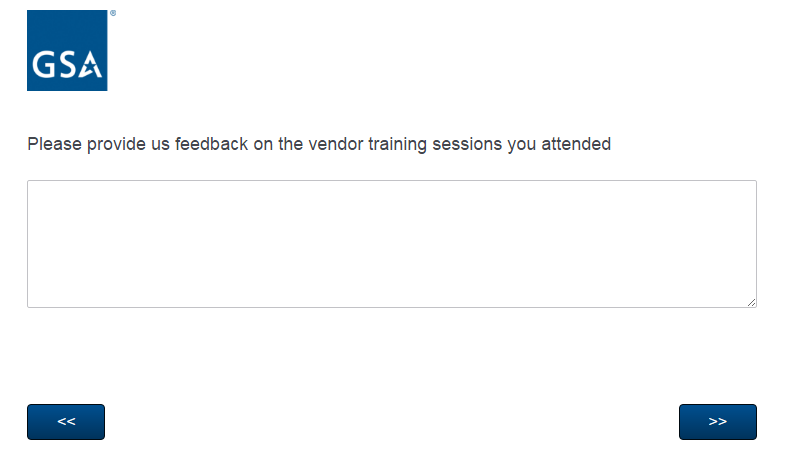 GSA®
Please provide us feedback on the vendor training sessions you attended
<<
>>